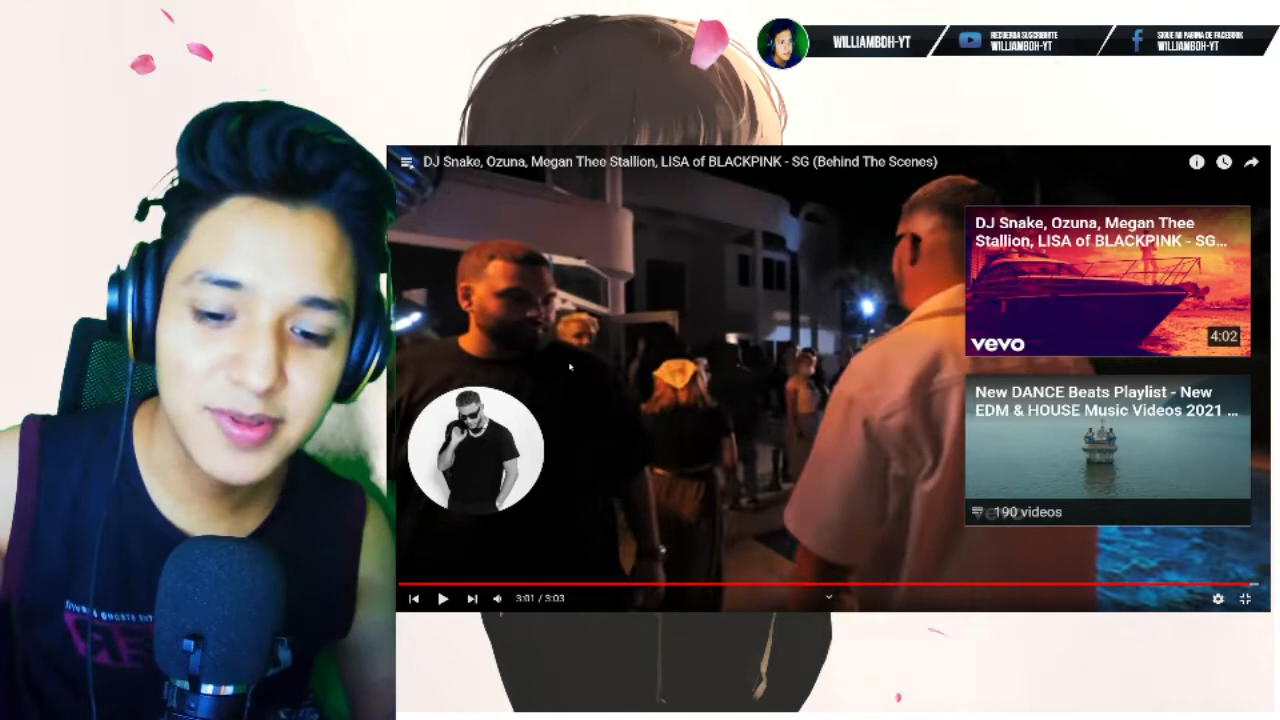 WILLIAMBDH-YT
RECUERDA SUSCRIBIRTE
WILLIAMBDH-YT
SIGUE MI PAGINA DE FACEBOOK
WILLIAMBDH-YT
DJ Snake, Ozuna, Megan Thee Stallion, LISA of BLACKPINK - SG (Behind The Scenes)
DJ Snake, Ozuna, Megan Thee
Stallion, LISA of BLACKPINK - SG...
4:02
vevo
New DANCE Beats Playlist - New
EDM & HOUSE Music Videos 2021 ...
vevo
190 videos
3:01 / 3:03